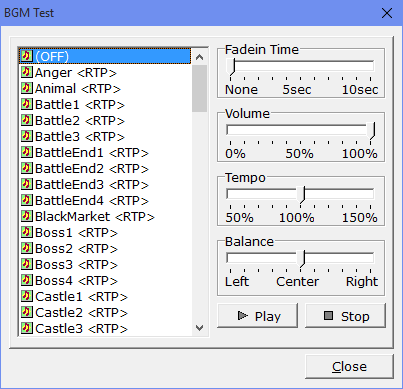 BGM Test
(OFF)
Anger <RTP>
Animal <RTP>
Battle1 <RTP>
Battle2 <RTP>
Battle3 <RTP>
BattleEnd1 <RTP>
BattleEnd2 <RTP>
BattleEnd3 <RTP>
BattleEnd4 <RTP>
BlackMarket <RTP>
Boss1 <RTP>
Boss2 <RTP>
Boss3 <RTP>
Boss4 <RTP>
Castle1 <RTP>
Castle2 <RTP>
Castle3 <RTP>
Fadein Time
None 5sec 10sec
Volume
0% 50% 100%
Tempo
50% 100% 150%
Balance
Left Center Right
Play Stop
Close